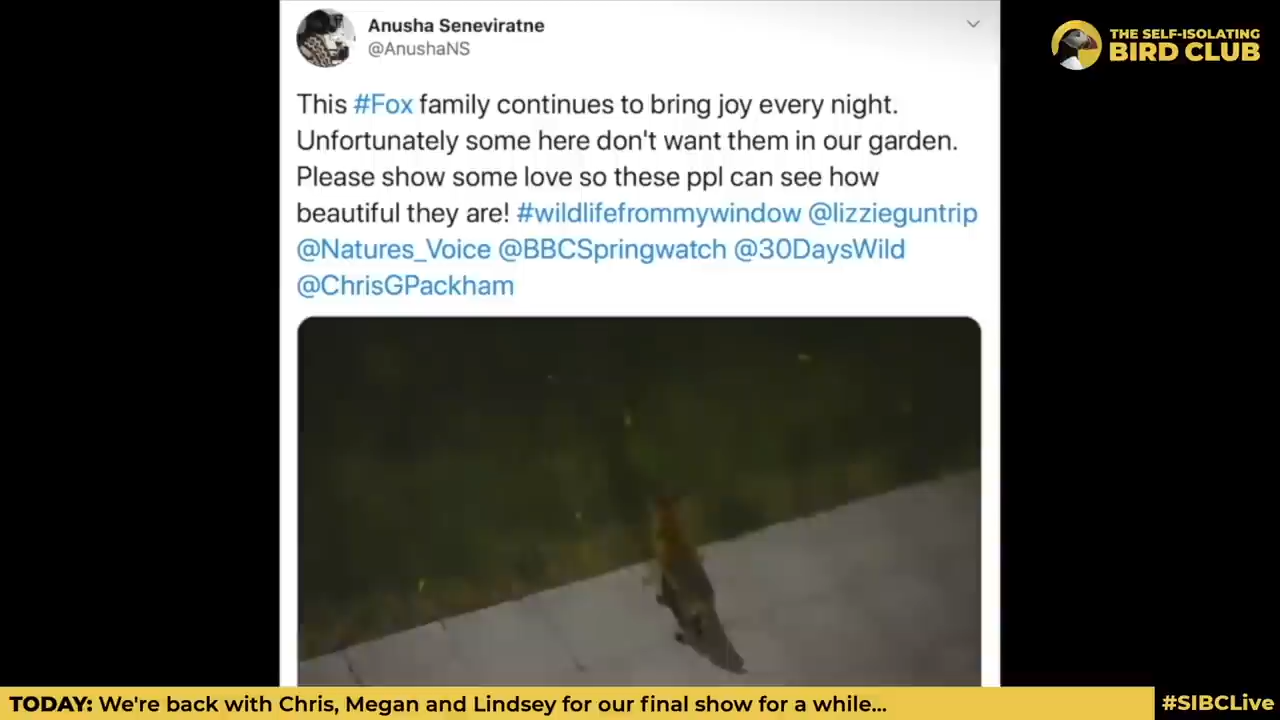 Anusha Seneviratne
@AnushaNS
THE SELF-ISOLATING
BIRD CLUB
This #Fox family continues to bring joy every night.
Unfortunately some here don't want them in our garden.
Please show some love so these ppl can see how
beautiful they are! #wildlifefrommywindow @lizzieguntrip
@Natures_Voice @BBCSpringwatch @30DaysWild
@ChrisGPackham
TODAY: We're back with Chris, Megan and Lindsey for our final show for a while...
#SIBCLive